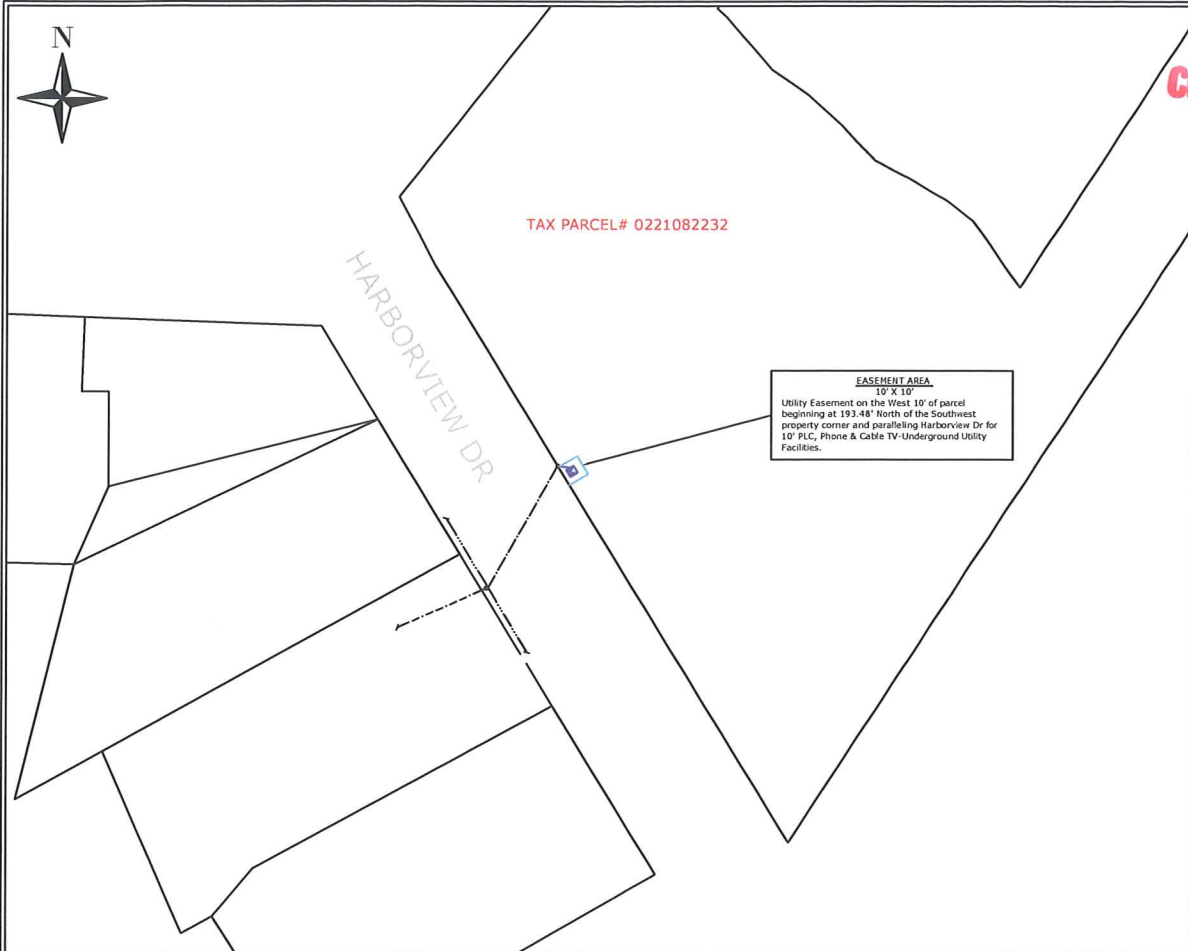 N
TAX PARCEL# 0221082232
HARBORVIEW DR
EASEMENT AREA
10' X 10'
Utility Easement on the West 10' of parcel
beginning at 193.48' North of the Southwest
property corner and paralleling Harborview Dr for
10' PLC, Phone & Cable TV-Underground Utility
Facilities.